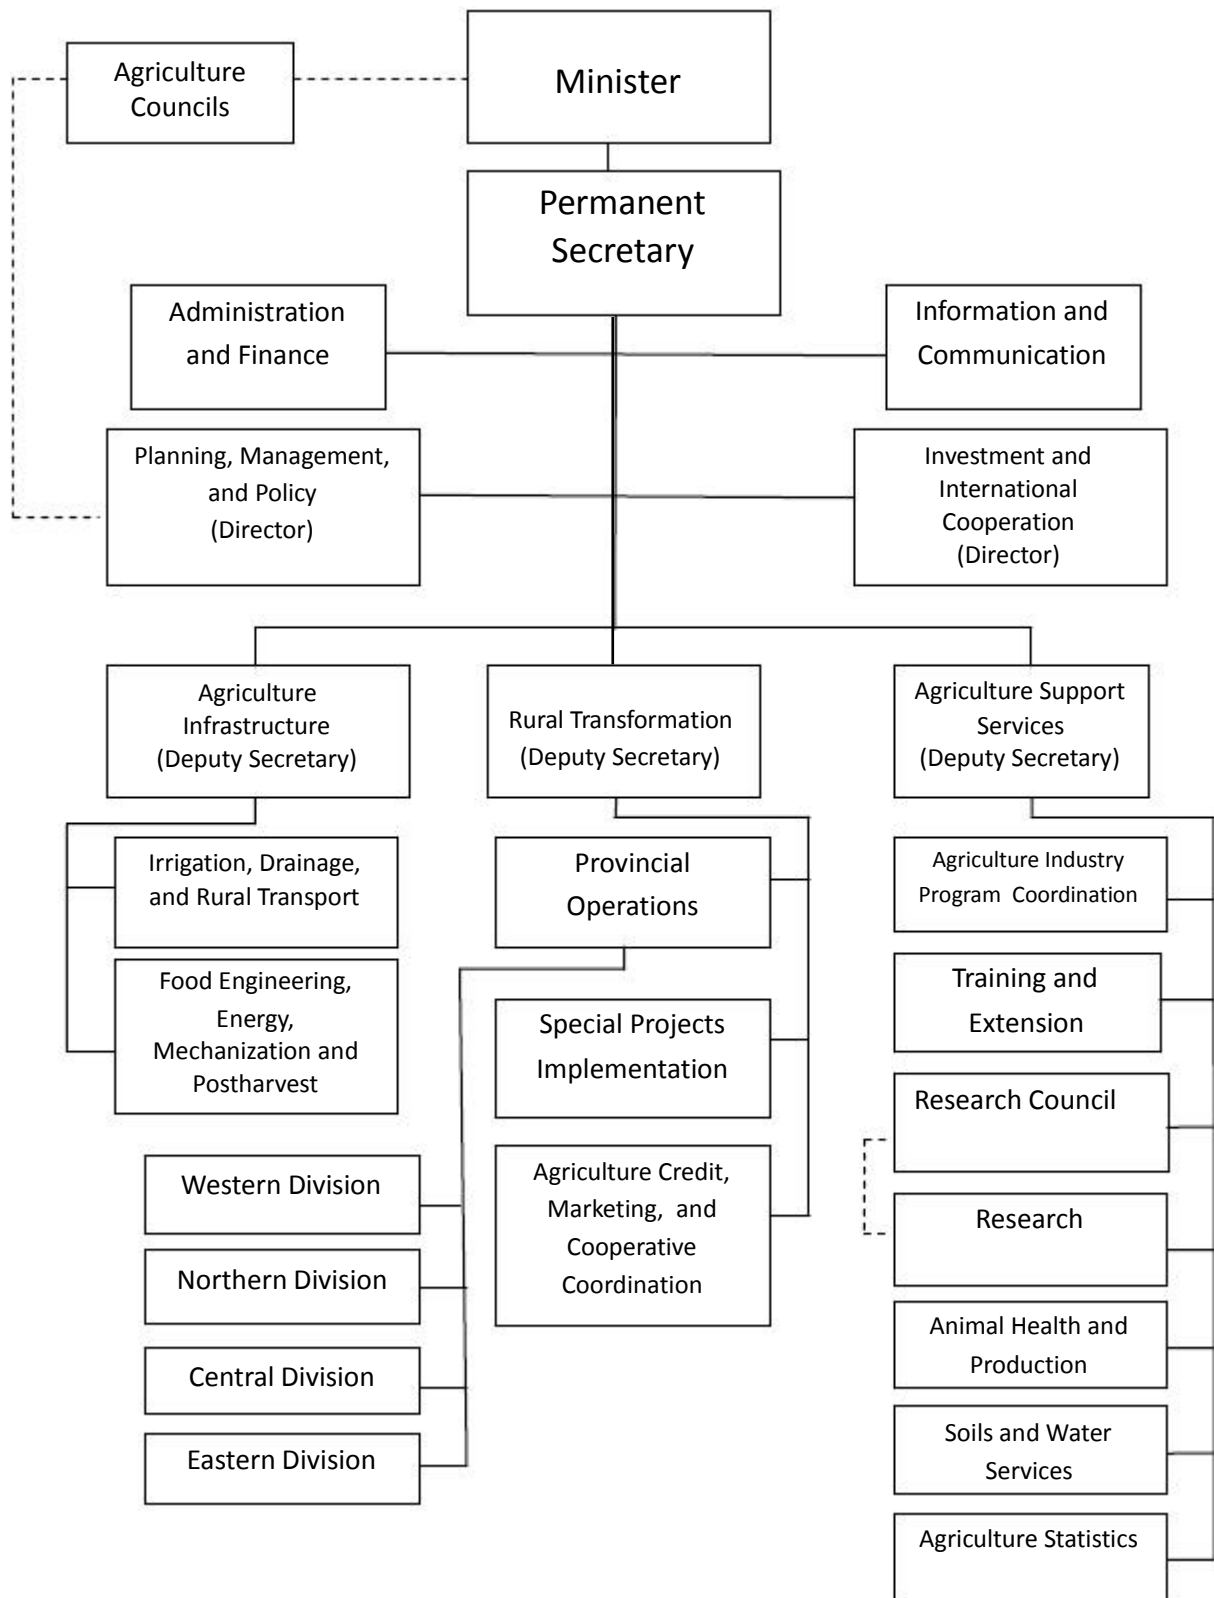 Agriculture
Councils
Minister
Permanent
Secretary
Administration
and Finance
Information and
Communication
Planning, Management,
and Policy
(Director)
Investment and
International
Cooperation
(Director)
Agriculture
Infrastructure
(Deputy Secretary)
Rural Transformation
(Deputy Secretary)
Agriculture Support
Services
(Deputy Secretary)
Irrigation, Drainage,
and Rural Transport
Food Engineering,
Energy,
Mechanization and
Postharvest
Provincial
Operations
Special Projects
Implementation
Agriculture Credit,
Marketing, and
Cooperative
Coordination
Western Division
Northern Division
Central Division
Eastern Division
Agriculture Industry
Program Coordination
Training and
Extension
Research Council
Research
Animal Health and
Production
Soils and Water
Services
Agriculture Statistics